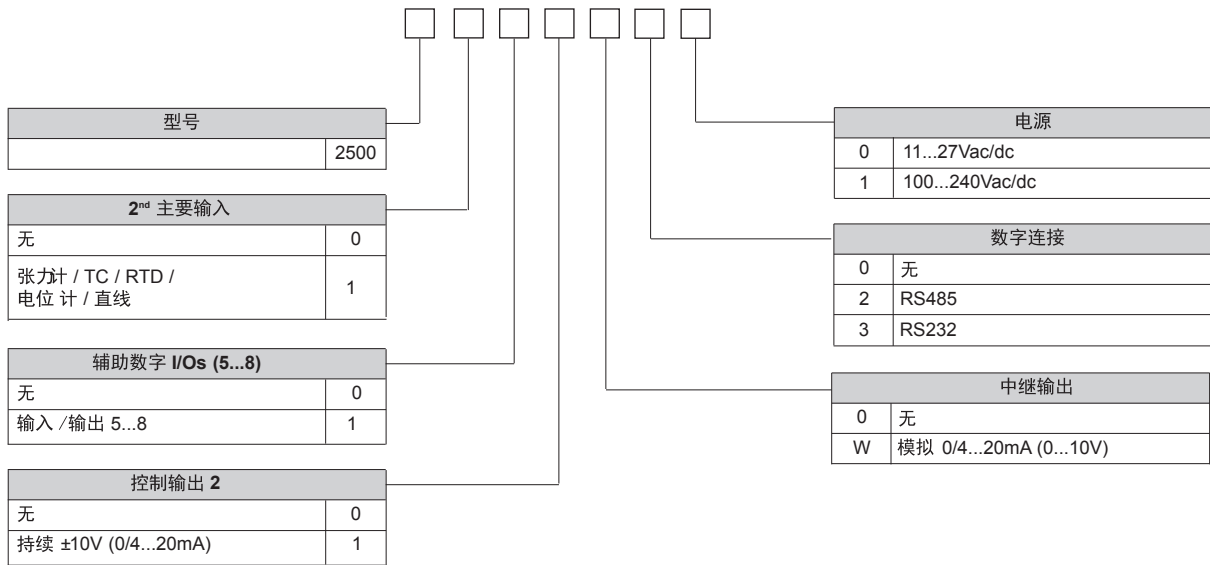 型号
2500
2nd 主要输入
无 0
张力计 / TC / RTD /
电位 计 / 直线 1
辅助数字 I/Os (5...8)
无 0
输入 /输出 5...8 1
控制输出 2
无 0
持续 ±10V (0/4...20mA) 1
电源
0 11...27Vac/dc
1 100...240Vac/dc
数字连接
0 无
2 RS485
3 RS232
中继输出
0 无
W 模拟 0/4...20mA (0...10V)